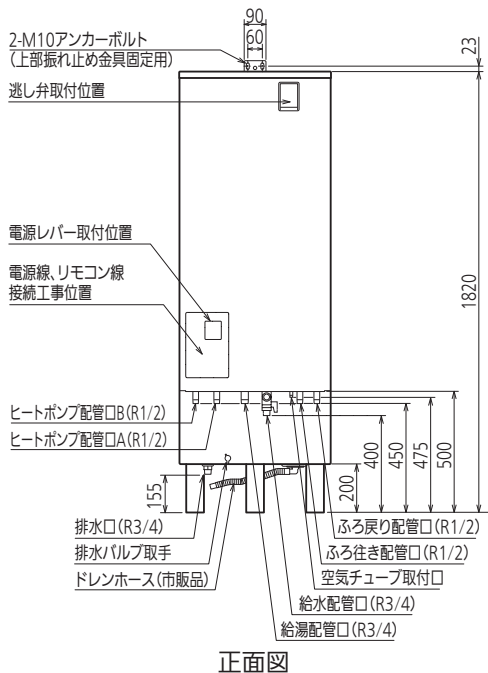 90
60
23
2-M10アンカーボルト
(上部振れ止め金具固定用)
逃し弁取付位置
電源レバー取付位置
電源線、リモコン線
接続工事位置
1820
ヒートポンプ配管口B(R1/2)
ヒートポンプ配管口A(R1/2)
155
200
400
450
475
500
排水口(R3/4)
排水バルブ取手
ドレンホース(市販品)
ふろ戻り配管口(R1/2)
ふろ往き配管口(R1/2)
空気チューブ取付口
給水配管口(R3/4)
給湯配管口(R3/4)
正面図